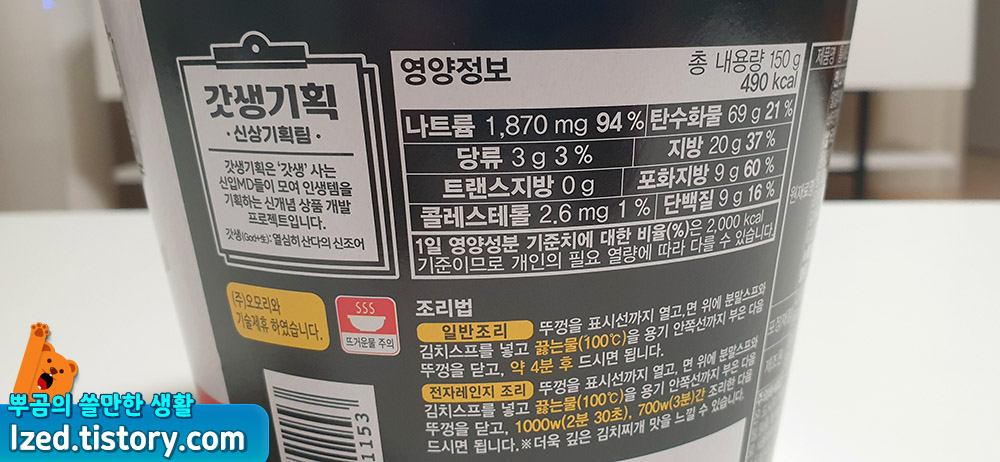 갓생기획
·신상기획팀·
갓생기획은 '갓생' 사는
신입MD들이 모여 인생템을
기획하는 신개념 상품 개발
프로젝트입니다.
갓생(God+生): 열심히 산다의 신조어
(주)오모리와
기술제휴 하였습니다.
SSS
뜨거운물 주의
영양정보
총 내용량 150 g
490 kcal
나트륨 1,870 mg 94 % 탄수화물 69 g 21 %
당류 3 g 3 % 지방 20 g 37 %
트랜스지방 0 g 포화지방 9 g 60 %
콜레스테롤 2.6 mg 1 % 단백질 9 g 16 %
1일 영양성분 기준치에 대한 비율(%)은 2,000 kcal
기준이므로 개인의 필요 열량에 따라 다를 수 있습니다.
조리법
일반조리 뚜껑을 표시선까지 열고, 면 위에 분말스프와
김치스프를 넣고 끓는물(100℃)을 용기 안쪽선까지 부은 다음
뚜껑을 닫고, 약 4분 후 드시면 됩니다.
전자레인지 조리 뚜껑을 표시선까지 열고, 면 위에 분말스프와
김치스프를 넣고 끓는물(100℃)을 용기 안쪽선까지 부은 다음
뚜껑을 닫고, 1000w(2분 30초), 700w(3분)간 조리한 다음
드시면 됩니다. ※더욱 깊은 김치찌개 맛을 느낄 수 있습니다.
1153
제품명
뿌곰의 쓸만한 생활
lzed.tistory.com